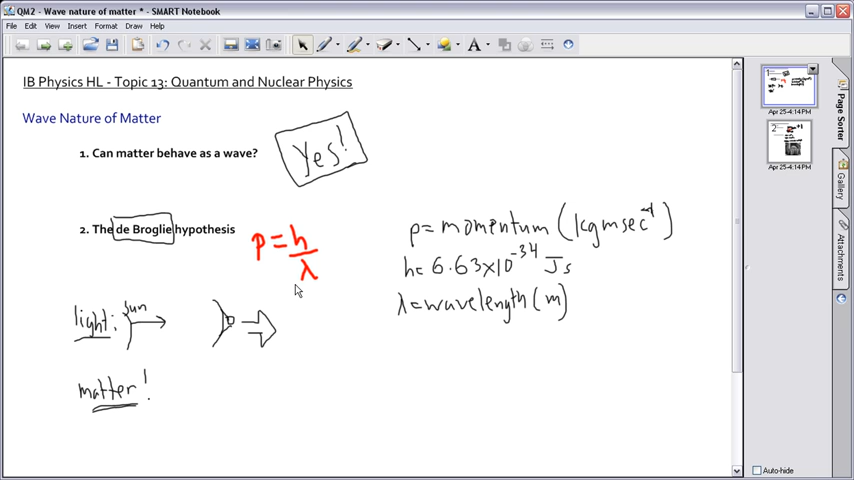 QM2 - Wave nature of matter * - SMART Notebook
File Edit View Insert Format Draw Help
IB Physics HL - Topic 13: Quantum and Nuclear Physics
Wave Nature of Matter
1. Can matter behave as a wave?
Yes!
2. The de Broglie hypothesis
p = h/λ
p = momentum (kgmsec⁻¹)
h = 6.63 x 10⁻³⁴ Js
λ = wavelength (m)
light:
sun
matter!
1
Apr 25-4:14 PM
2
Apr 25-4:14 PM
Page Sorter
Gallery
Attachments
Auto-hide